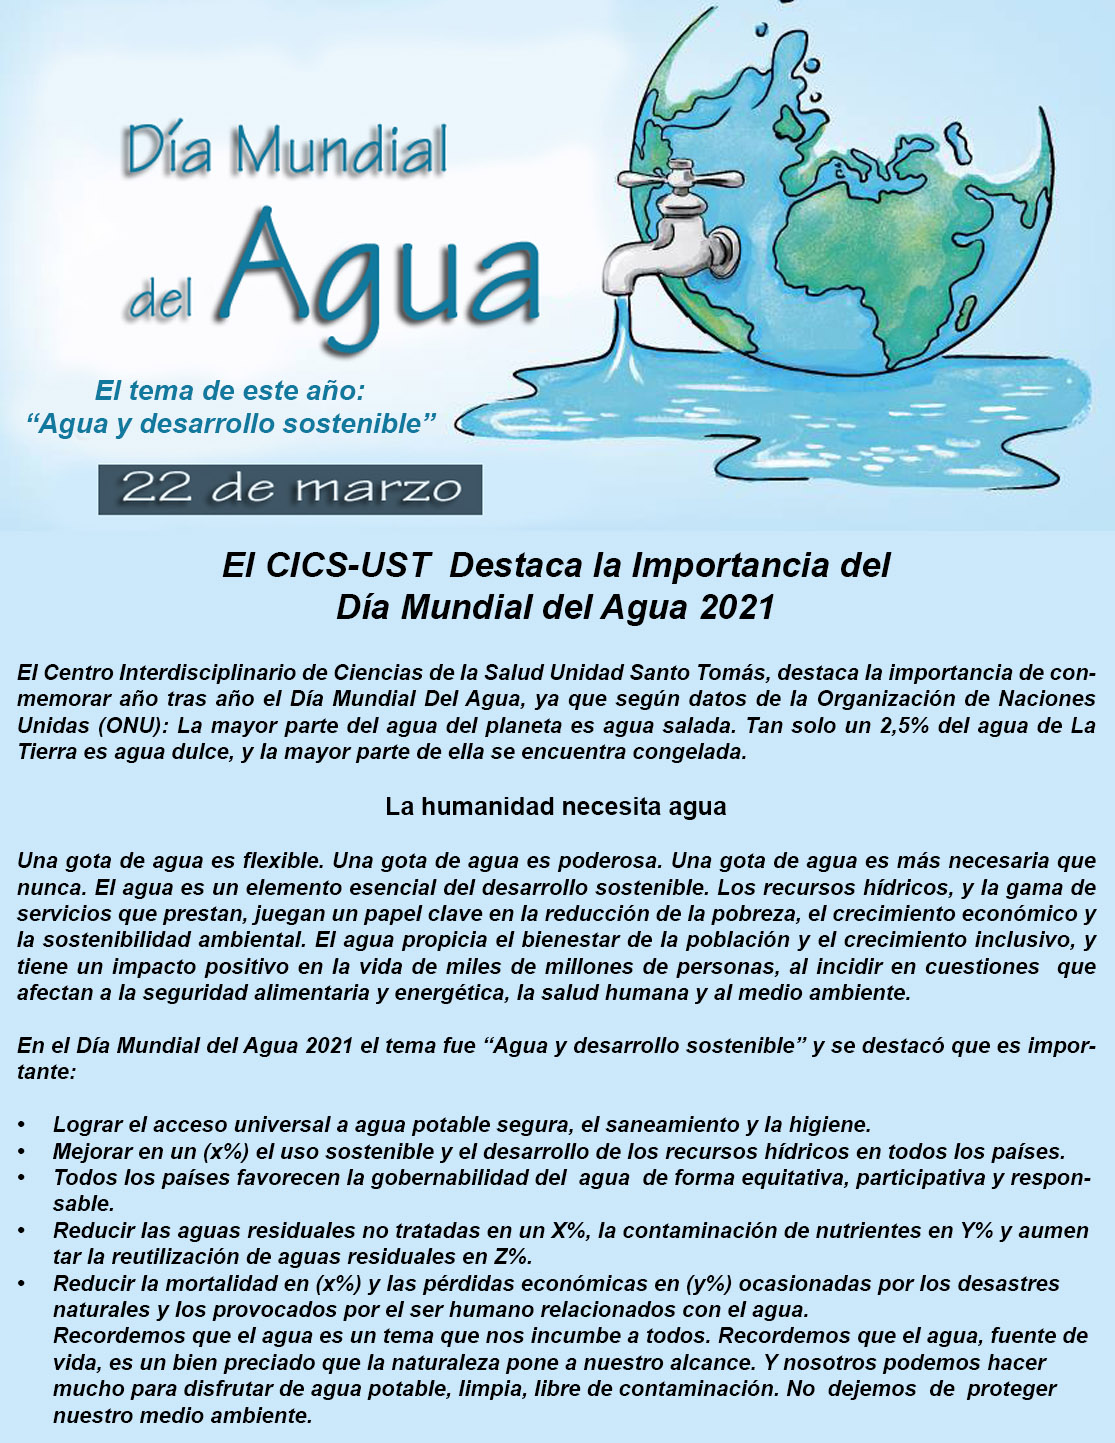 Día Mundial
del Agua
El tema de este año:
“Agua y desarrollo sostenible”
22 de marzo
El CICS-UST  Destaca la Importancia del
Día Mundial del Agua 2021
El Centro Interdisciplinario de Ciencias de la Salud Unidad Santo Tomás, destaca la importancia de con-
memorar año tras año el Día Mundial Del Agua, ya que según datos de la Organización de Naciones
Unidas (ONU): La mayor parte del agua del planeta es agua salada. Tan solo un 2,5% del agua de La
Tierra es agua dulce, y la mayor parte de ella se encuentra congelada.
La humanidad necesita agua
Una gota de agua es flexible. Una gota de agua es poderosa. Una gota de agua es más necesaria que
nunca. El agua es un elemento esencial del desarrollo sostenible. Los recursos hídricos, y la gama de
servicios que prestan, juegan un papel clave en la reducción de la pobreza, el crecimiento económico y
la sostenibilidad ambiental. El agua propicia el bienestar de la población y el crecimiento inclusivo, y
tiene un impacto positivo en la vida de miles de millones de personas, al incidir en cuestiones  que
afectan a la seguridad alimentaria y energética, la salud humana y al medio ambiente.
En el Día Mundial del Agua 2021 el tema fue “Agua y desarrollo sostenible” y se destacó que es impor-
tante:
• Lograr el acceso universal a agua potable segura, el saneamiento y la higiene.
• Mejorar en un (x%) el uso sostenible y el desarrollo de los recursos hídricos en todos los países.
• Todos los países favorecen la gobernabilidad del  agua  de forma equitativa, participativa y respon-
sable.
• Reducir las aguas residuales no tratadas en un X%, la contaminación de nutrientes en Y% y aumen
tar la reutilización de aguas residuales en Z%.
• Reducir la mortalidad en (x%) y las pérdidas económicas en (y%) ocasionadas por los desastres
naturales y los provocados por el ser humano relacionados con el agua.
Recordemos que el agua es un tema que nos incumbe a todos. Recordemos que el agua, fuente de
vida, es un bien preciado que la naturaleza pone a nuestro alcance. Y nosotros podemos hacer
mucho para disfrutar de agua potable, limpia, libre de contaminación. No  dejemos  de  proteger
nuestro medio ambiente.